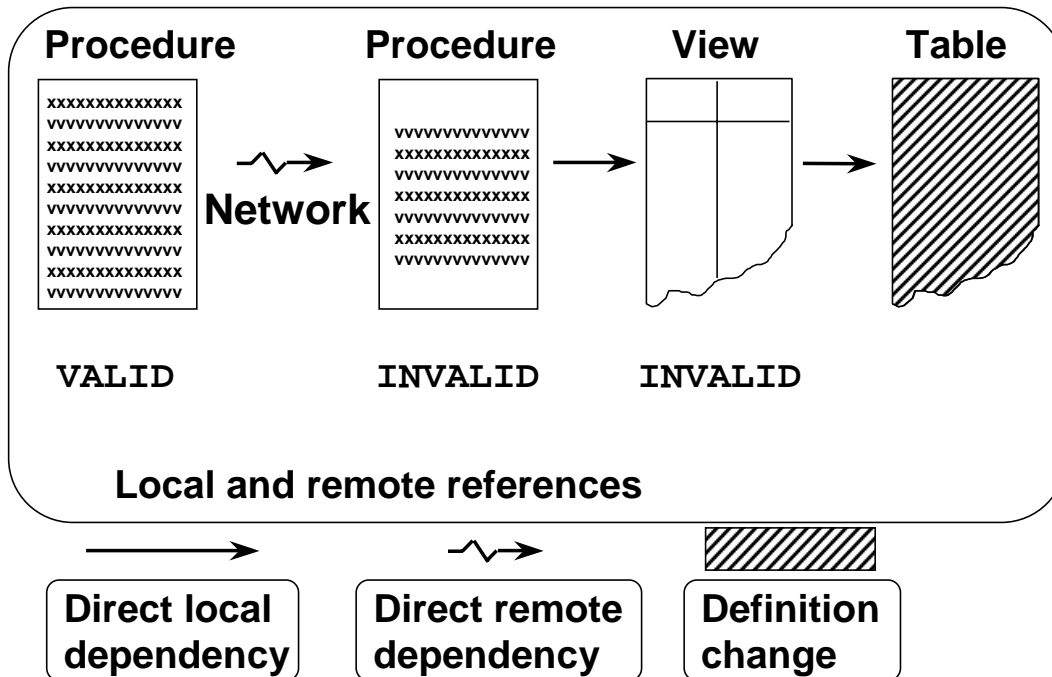 Procedure
Procedure
View
Table
xxxxxxxxxxxxxx
vvvvvvvvvvvvvv
xxxxxxxxxxxxxx
vvvvvvvvvvvvvv
xxxxxxxxxxxxxx
vvvvvvvvvvvvvv
xxxxxxxxxxxxxx
vvvvvvvvvvvvvv
xxxxxxxxxxxxxx
vvvvvvvvvvvvvv
Network
vvvvvvvvvvvvvv
xxxxxxxxxxxxxx
vvvvvvvvvvvvvv
xxxxxxxxxxxxxx
vvvvvvvvvvvvvv
xxxxxxxxxxxxxx
vvvvvvvvvvvvvv
VALID
INVALID
INVALID
Local and remote references
Direct local
dependency
Direct remote
dependency
Definition
change